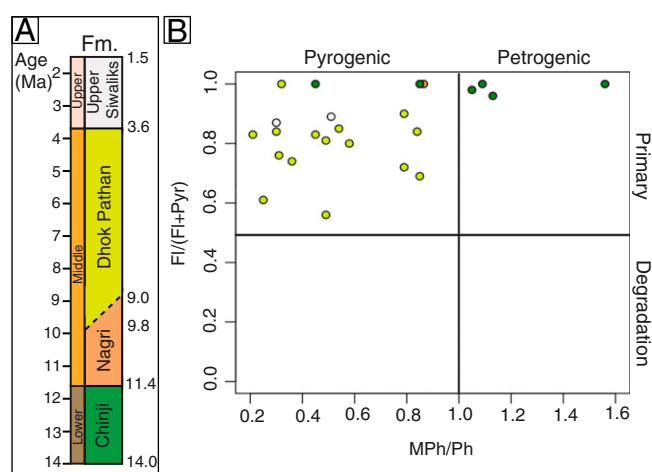 A
Fm.
Age
(Ma)
1.5
2
3
4
5
6
7
8
9
10
11
12
13
14
Upper
Middle
Lower
Upper
Siwaliks
Dhok Pathan
Nagri
Chinji
3.6
9.0
9.8
11.4
14.0
B
Pyrogenic
Petrogenic
Primary
Degradation
Fl/(Fl+Pyr)
1.0
0.8
0.6
0.4
0.2
0.0
0.2
0.4
0.6
0.8
1.0
1.2
1.4
1.6
MPh/Ph